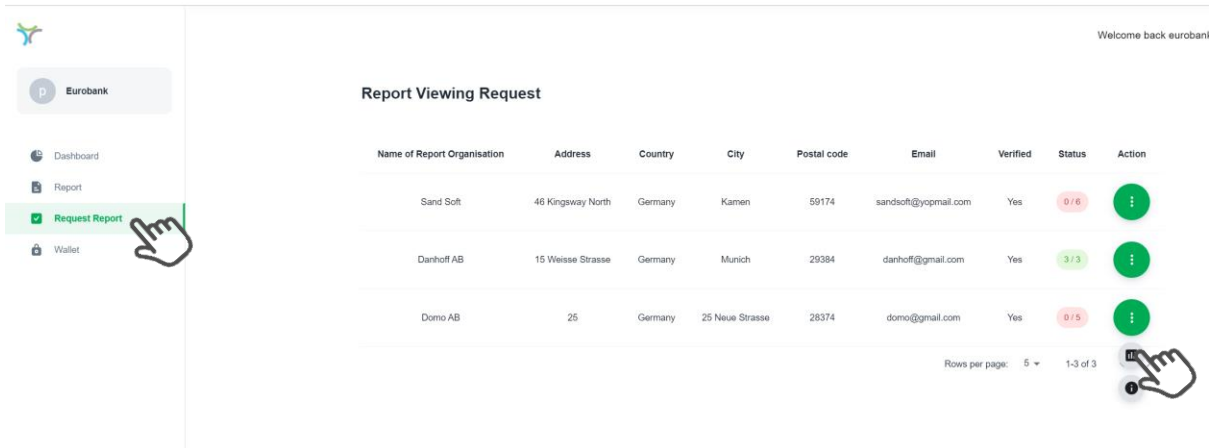 Welcome back eurobank
p Eurobank
Report Viewing Request
Name of Report Organisation Address Country City Postal code Email Verified Status Action
Dashboard
Report
Request Report
Wallet
Sand Soft 46 Kingsway North Germany Kamen 59174 sandsoft@yopmail.com Yes 0 / 6
Danhoff AB 15 Weisse Strasse Germany Munich 29384 danhoff@gmail.com Yes 3 / 3
Domo AB 25 Germany 25 Neue Strasse 28374 domo@gmail.com Yes 0 / 5
Rows per page: 5 1-3 of 3